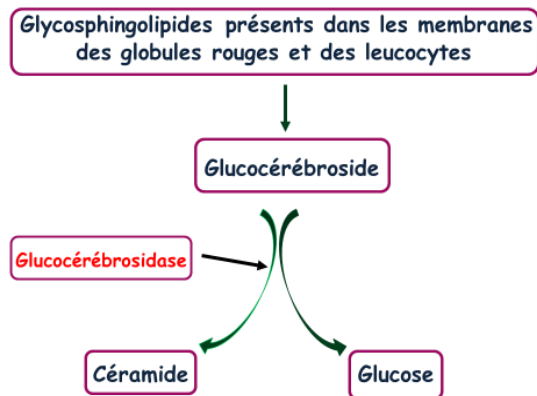 Glycosphingolipides présents dans les membranes
des globules rouges et des leucocytes
Glucocérébroside
Glucocérébrosidase
Céramide
Glucose